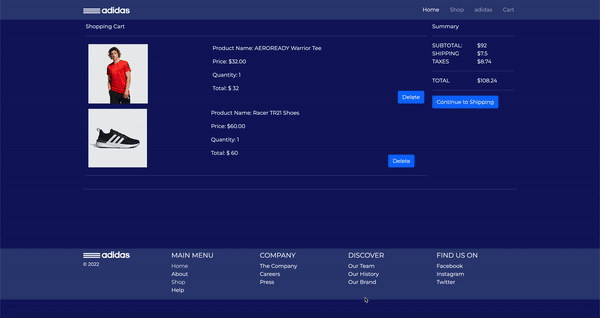 adidas
Home Shop adidas Cart
Shopping Cart
Product Name: AEROREADY Warrior Tee
Price: $32.00
Quantity: 1
Total: $ 32
Delete
Product Name: Racer TR21 Shoes
Price: $60.00
Quantity: 1
Total: $ 60
Delete
Summary
SUBTOTAL: $92
SHIPPING $7.5
TAXES $8.74
TOTAL $108.24
Continue to Shipping
adidas
© 2022
MAIN MENU
Home
About
Shop
Help
COMPANY
The Company
Careers
Press
DISCOVER
Our Team
Our History
Our Brand
FIND US ON
Facebook
Instagram
Twitter